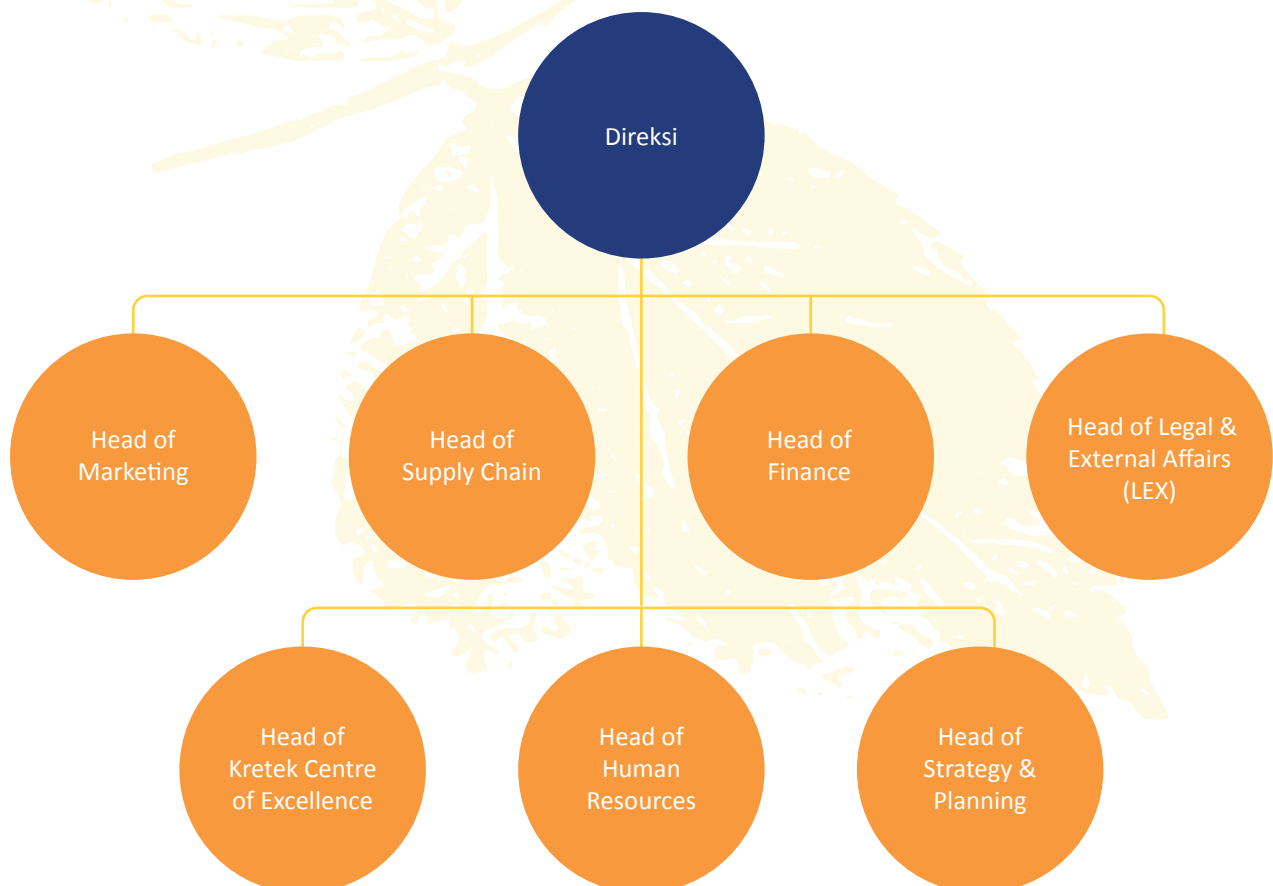 Direksi
Head of
Marketing
Head of
Supply Chain
Head of
Finance
Head of Legal &
External Affairs
(LEX)
Head of
Kretek Centre
of Excellence
Head of
Human
Resources
Head of
Strategy &
Planning